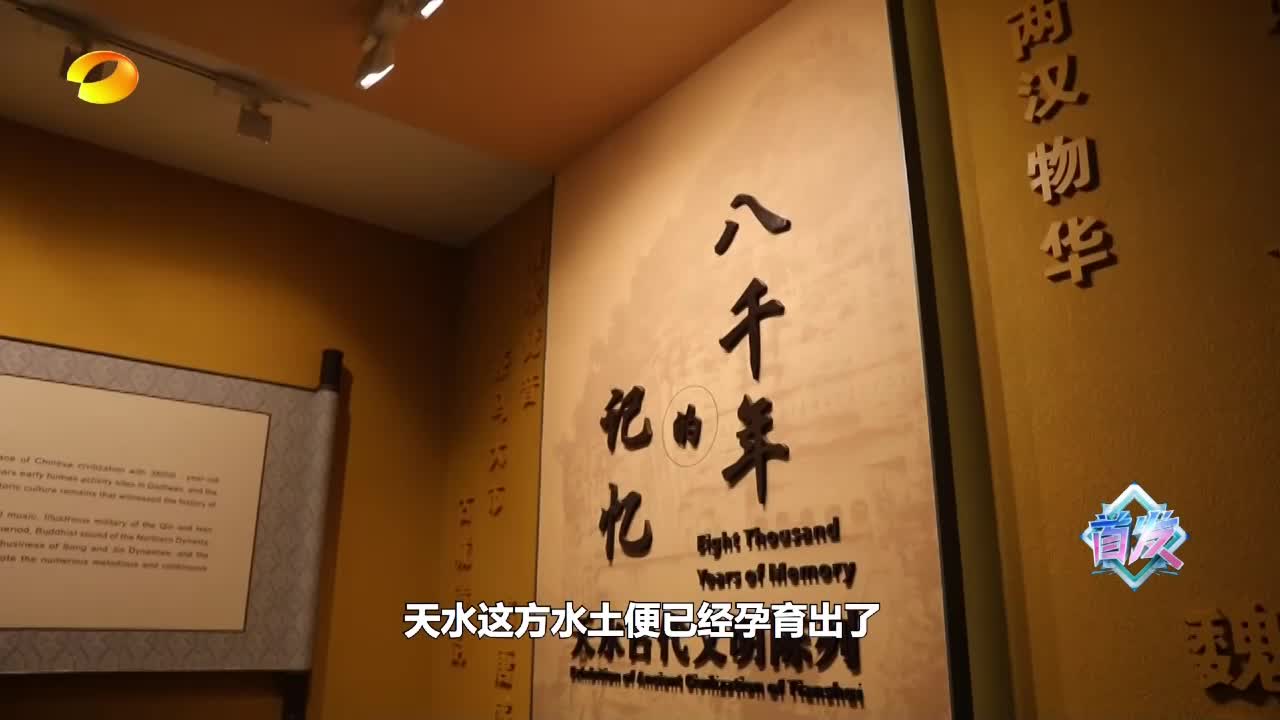 两汉物华
八千年
的
记忆
Eight Thousand
Years of Memory
天水古代文明陈列
Exhibition of Ancient Civilization of Tianshui
魏
ace of Chinese civilization with
years early human activity sites in Dadiwan, and the
toric culture remains that witnessed the history of
d music, illustrious military of the Qin and Han
period, Buddhist sound of the Northern Dynasty
business of Song and Jin Dynasties, and the
ote the numerous melodious and continuous
首发
天水这方水土便已经孕育出了